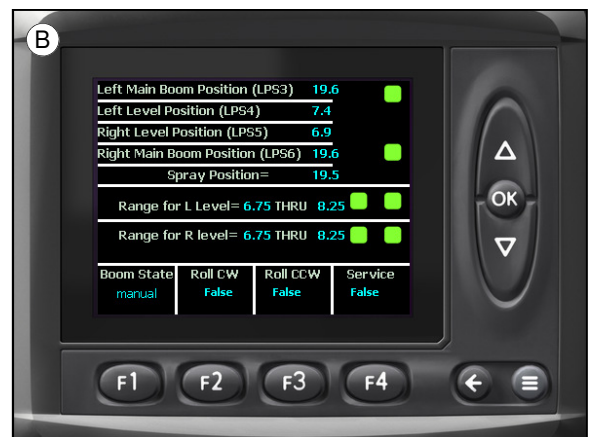 B
Left Main Boom Position (LPS3) 19.6
Left Level Position (LPS4) 7.4
Right Level Position (LPS5) 6.9
Right Main Boom Position (LPS6) 19.6
Spray Position= 19.5
Range for L Level= 6.75 THRU 8.25
Range for R level= 6.75 THRU 8.25
Boom State Roll CW Roll CCW Service
manual False False False
OK
F1 F2 F3 F4